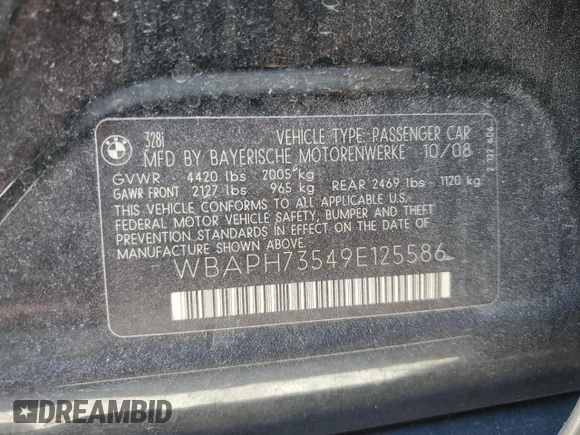 BMW
328i VEHICLE TYPE-PASSENGER CAR
MFD BY BAYERISCHE MOTORENWERKE 10/08
GVWR 4420 lbs 2005 kg
GAWR FRONT 2127 lbs 965 kg REAR 2469 lbs - 1120 kg
THIS VEHICLE CONFORMS TO ALL APPLICABLE U.S.
FEDERAL MOTOR VEHICLE SAFETY, BUMPER AND THEFT
PREVENTION STANDARDS IN EFFECT ON THE DATE OF
MANUFACTURE SHOWN ABOVE.
WBAPH73549E125586
DREAMBID